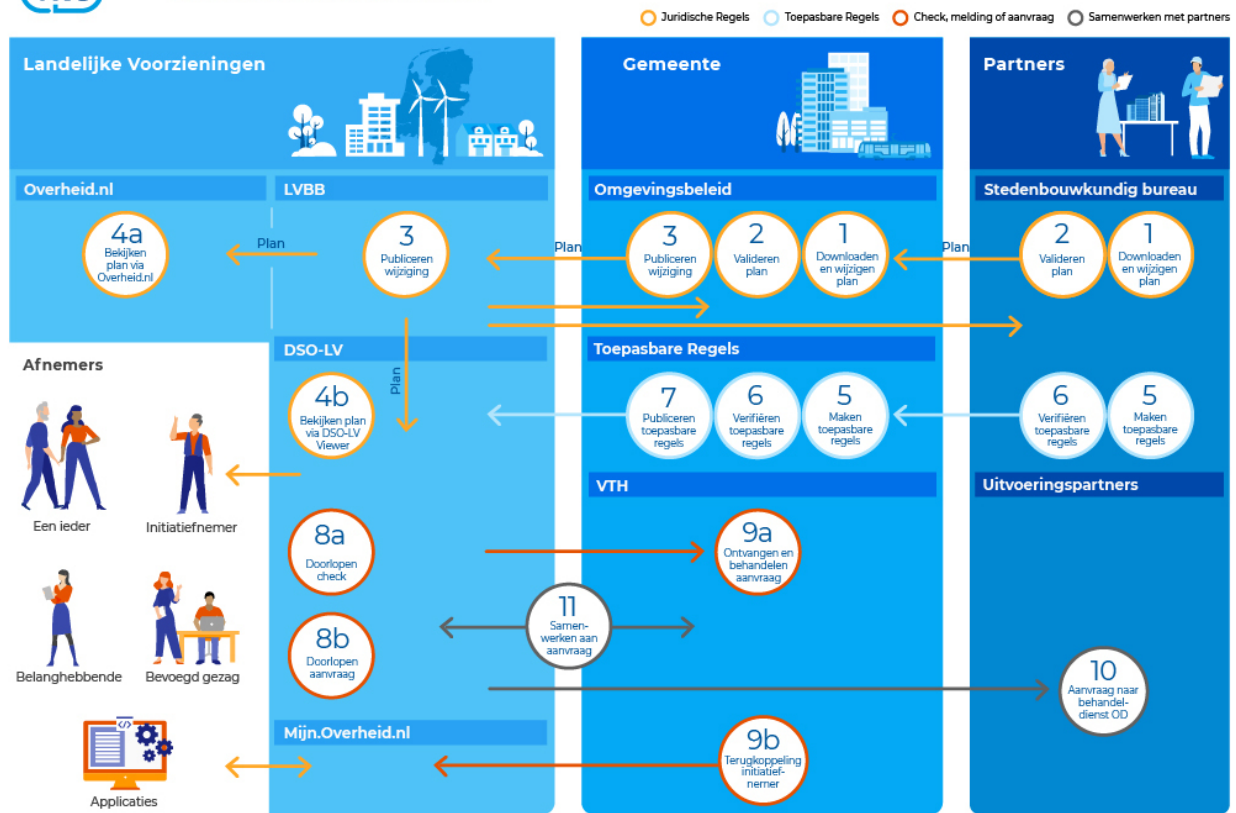 Juridische Regels
Toepasbare Regels
Check, melding of aanvraag
Samenwerken met partners
Landelijke Voorzieningen
Gemeente
Partners
Overheid.nl
LVBB
Omgevingsbeleid
Stedenbouwkundig bureau
4a
Bekijken
plan via
Overheid.nl
Plan
3
Publiceren
wijziging
Plan
3
Publiceren
wijziging
2
Valideren
plan
1
Downloaden
en wijzigen
plan
Plan
2
Valideren
plan
1
Downloaden
en wijzigen
plan
Plan
Afnemers
Een ieder
Initiatiefnemer
Belanghebbende
Bevoegd gezag
</>
Applicaties
DSO-LV
4b
Bekijken plan
via DSO-LV
Viewer
Toepasbare Regels
7
Publiceren
toepasbare
regels
6
Verifiëren
toepasbare
regels
5
Maken
toepasbare
regels
6
Verifiëren
toepasbare
regels
5
Maken
toepasbare
regels
VTH
Uitvoeringspartners
8a
Doorlopen
check
9a
Ontvangen en
behandelen
aanvraag
11
Samen-
werken aan
aanvraag
8b
Doorlopen
aanvraag
10
Aanvraag naar
behandel-
dienst OD
Mijn.Overheid.nl
9b
Terugkoppeling
initiatief-
nemer